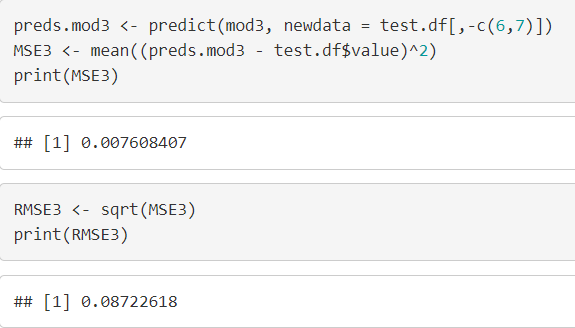 preds.mod3 <- predict(mod3, newdata = test.df[,-c(6,7)])
MSE3 <- mean((preds.mod3 - test.df$value)^2)
print(MSE3)
## [1] 0.007608407
RMSE3 <- sqrt(MSE3)
print(RMSE3)
## [1] 0.08722618